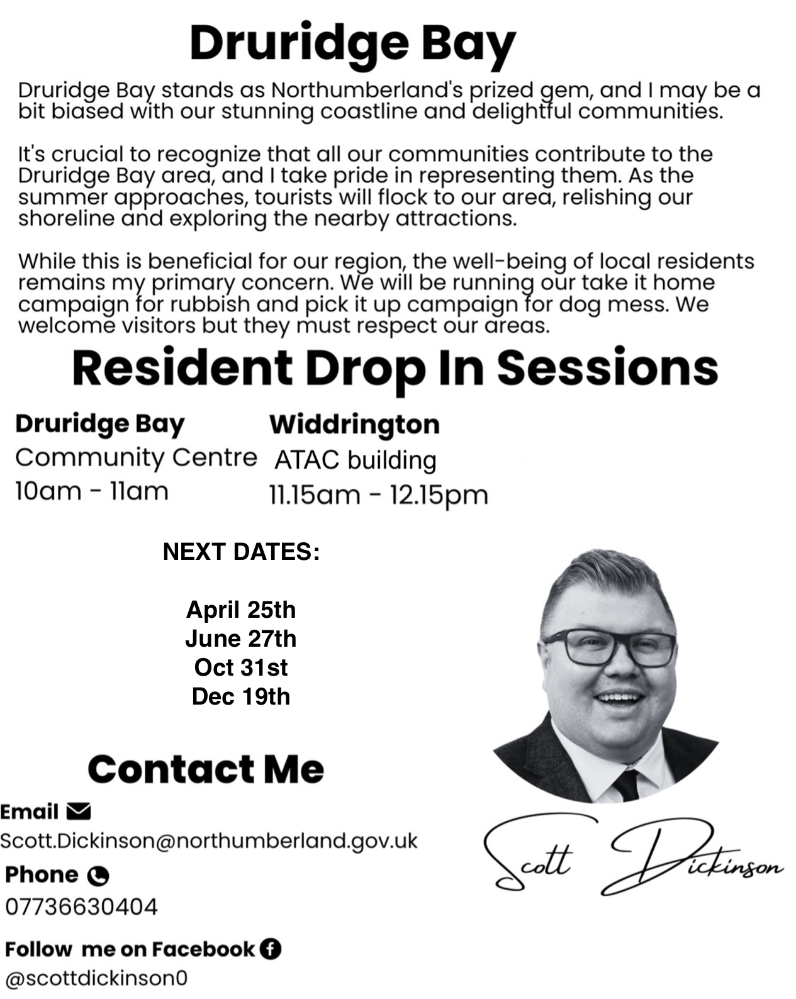 Druridge Bay
Druridge Bay stands as Northumberland's prized gem, and I may be a
bit biased with our stunning coastline and delightful communities.
It's crucial to recognize that all our communities contribute to the
Druridge Bay area, and I take pride in representing them. As the
summer approaches, tourists will flock to our area, relishing our
shoreline and exploring the nearby attractions.
While this is beneficial for our region, the well-being of local residents
remains my primary concern. We will be running our take it home
campaign for rubbish and pick it up campaign for dog mess. We
welcome visitors but they must respect our areas.
Resident Drop In Sessions
Druridge Bay
Community Centre
10am - 11am
Widdrington
ATAC building
11.15am - 12.15pm
NEXT DATES:
April 25th
June 27th
Oct 31st
Dec 19th
Contact Me
Email
Scott.Dickinson@northumberland.gov.uk
Phone
07736630404
Follow me on Facebook
@scottdickinson0
Scott Dickinson